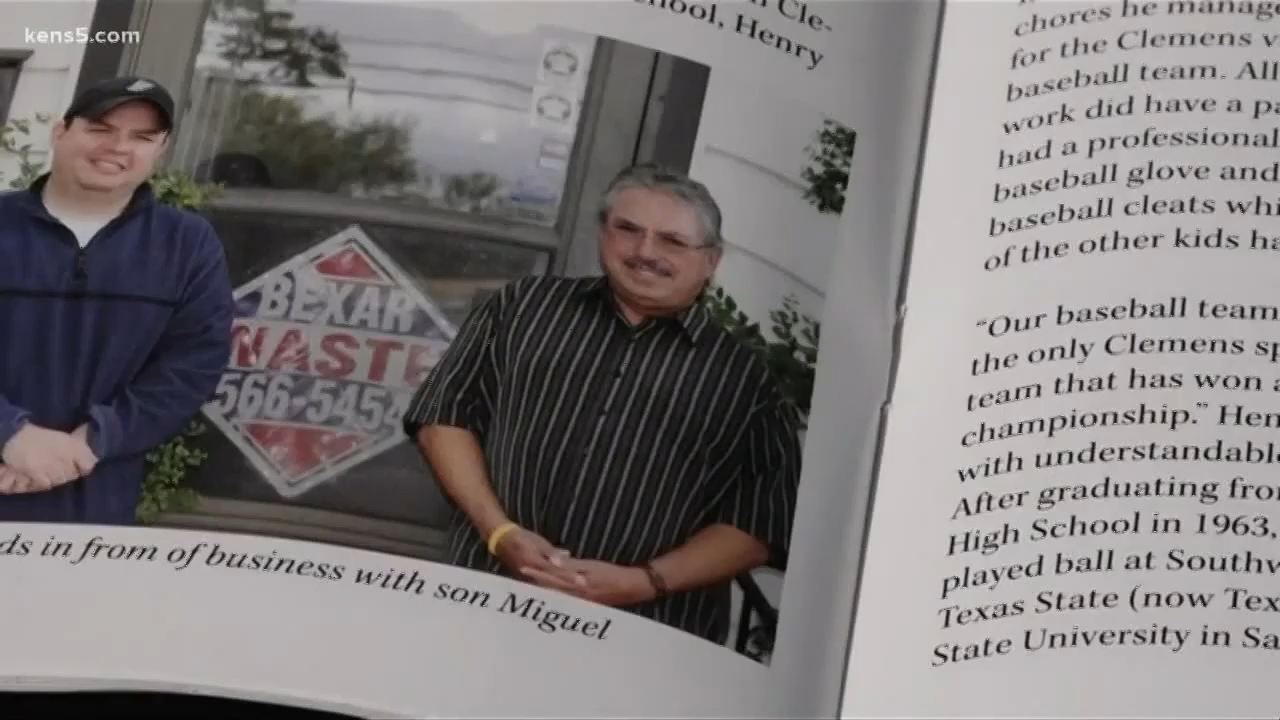 kens5.com
Cle-
Henry
BEXAR
WASTE
566-5454
ds in from of business with son Miguel
chores he manage
for the Clemens v
baseball team. All
work did have a pa
had a professional
baseball glove and
baseball cleats whi
of the other kids ha
“Our baseball team
the only Clemens sp
team that has won a
championship.” Hen
with understandabl
After graduating fro
High School in 1963,
played ball at Southw
Texas State (now Tex
State University in Sa